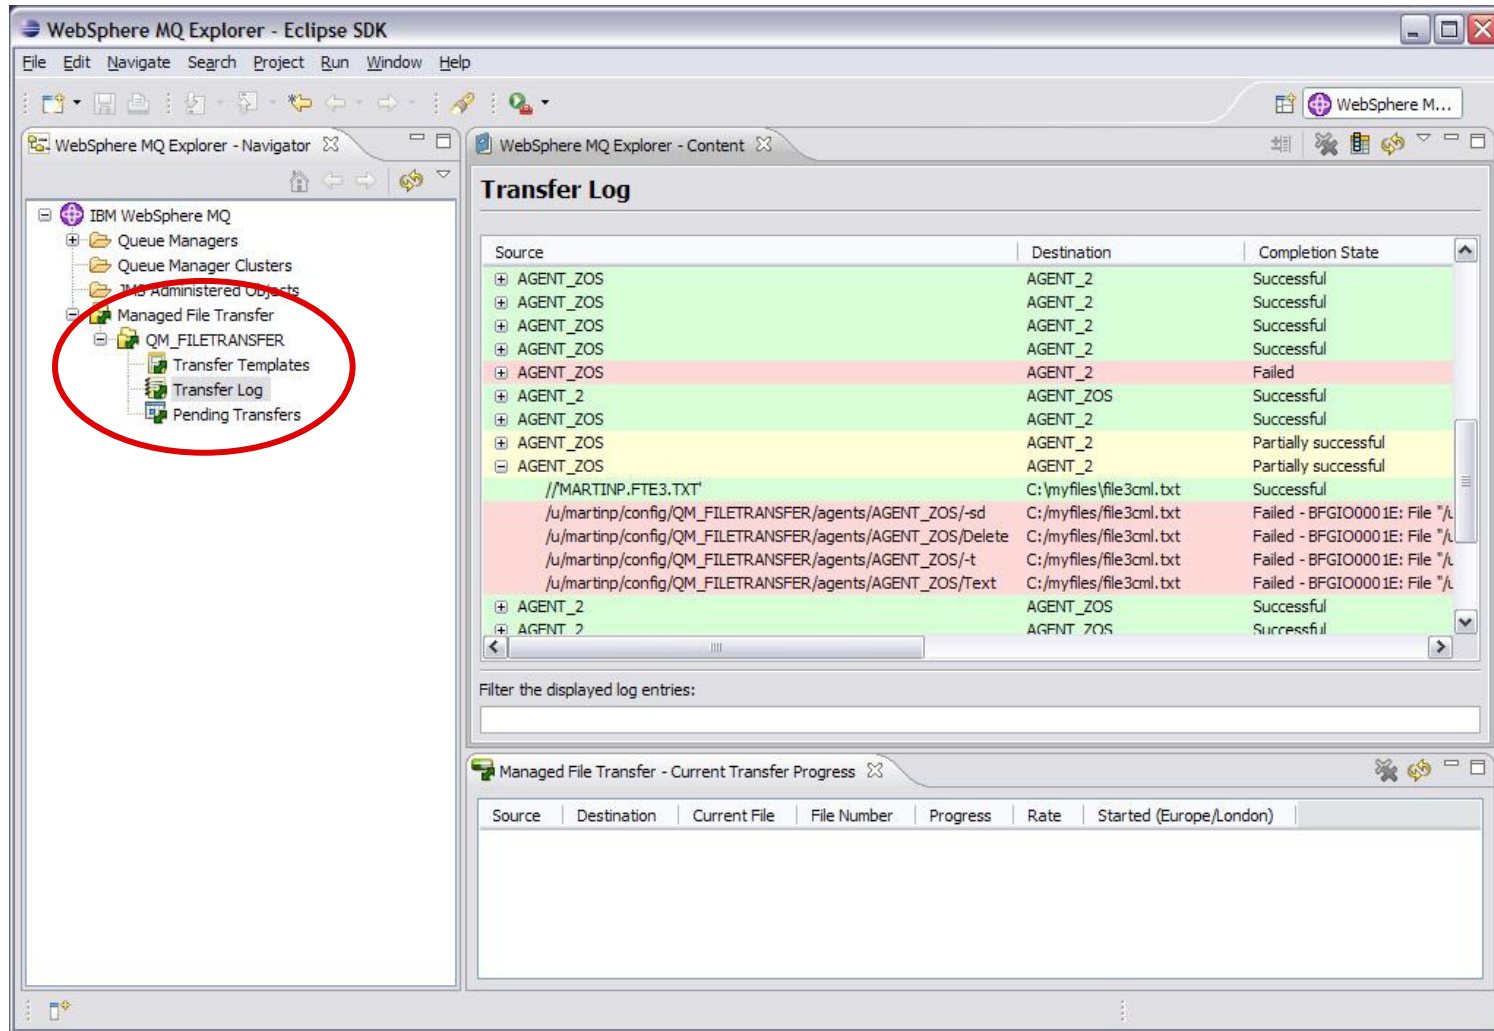 WebSphere MQ Explorer - Eclipse SDK
File Edit Navigate Search Project Run Window Help
WebSphere M...
WebSphere MQ Explorer - Navigator
IBM WebSphere MQ
Queue Managers
Queue Manager Clusters
JMS Administered Objects
Managed File Transfer
QM_FILETRANSFER
Transfer Templates
Transfer Log
Pending Transfers
WebSphere MQ Explorer - Content
Transfer Log
Source Destination Completion State
AGENT_ZOS AGENT_2 Successful
AGENT_ZOS AGENT_2 Successful
AGENT_ZOS AGENT_2 Successful
AGENT_ZOS AGENT_2 Successful
AGENT_ZOS AGENT_2 Failed
AGENT_2 AGENT_ZOS Successful
AGENT_ZOS AGENT_2 Successful
AGENT_ZOS AGENT_2 Partially successful
AGENT_ZOS AGENT_2 Partially successful
//'MARTINP.FTE3.TXT' C:\myfiles\file3cml.txt Successful
/u/martinp/config/QM_FILETRANSFER/agents/AGENT_ZOS/-sd C:/myfiles/file3cml.txt Failed - BFGIO0001E: File "/u
/u/martinp/config/QM_FILETRANSFER/agents/AGENT_ZOS/Delete C:/myfiles/file3cml.txt Failed - BFGIO0001E: File "/u
/u/martinp/config/QM_FILETRANSFER/agents/AGENT_ZOS/-t C:/myfiles/file3cml.txt Failed - BFGIO0001E: File "/u
/u/martinp/config/QM_FILETRANSFER/agents/AGENT_ZOS/Text C:/myfiles/file3cml.txt Failed - BFGIO0001E: File "/u
AGENT_2 AGENT_ZOS Successful
AGENT_2 AGENT_ZOS Successful
Filter the displayed log entries:
Managed File Transfer - Current Transfer Progress
Source Destination Current File File Number Progress Rate Started (Europe/London)